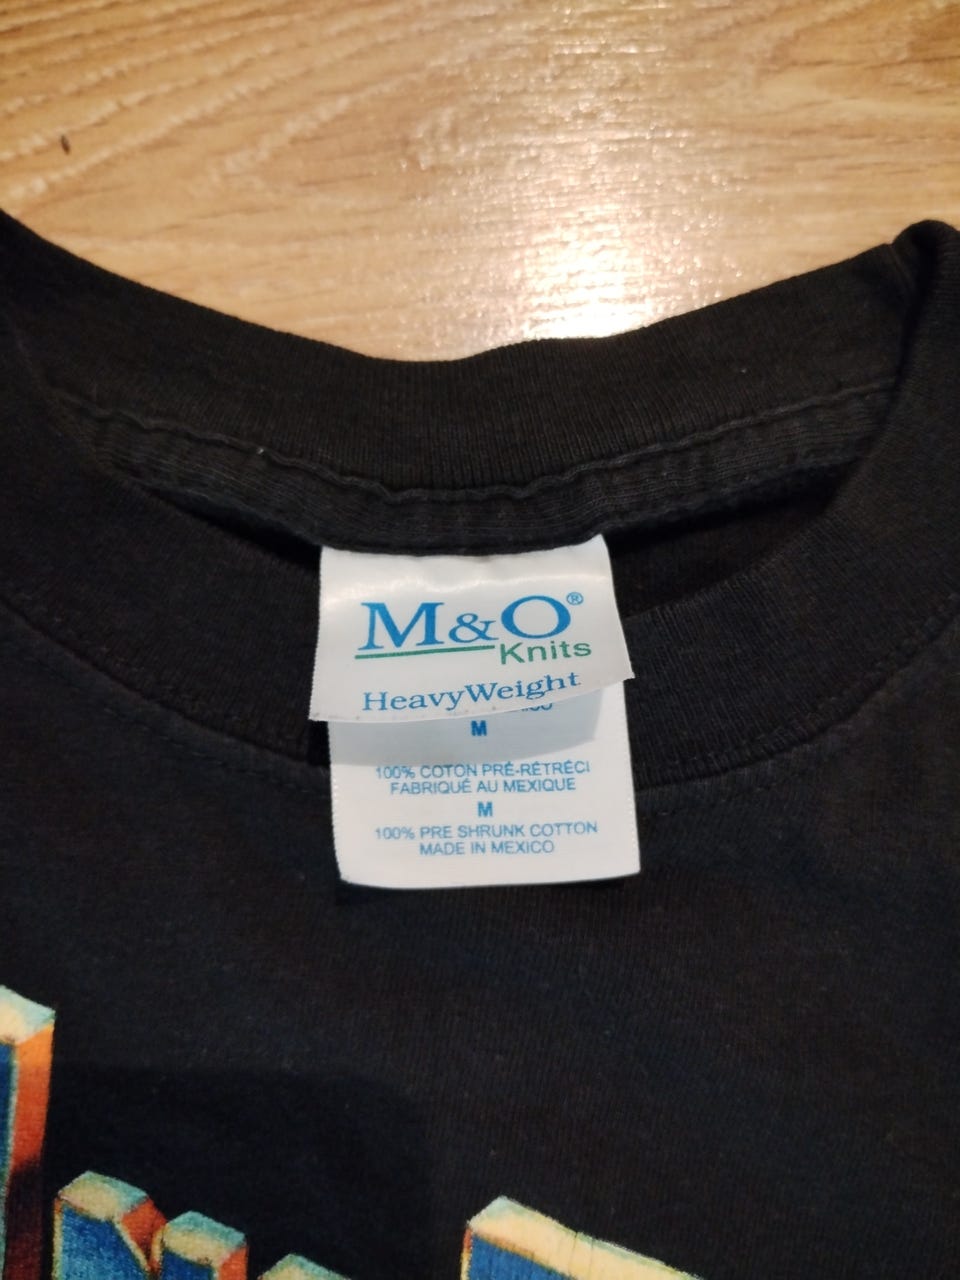 M&O®
Knits
HeavyWeight
M
100% COTON PRÉ-RÉTRÉCI
FABRIQUÉ AU MEXIQUE
M
100% PRE SHRUNK COTTON
MADE IN MEXICO